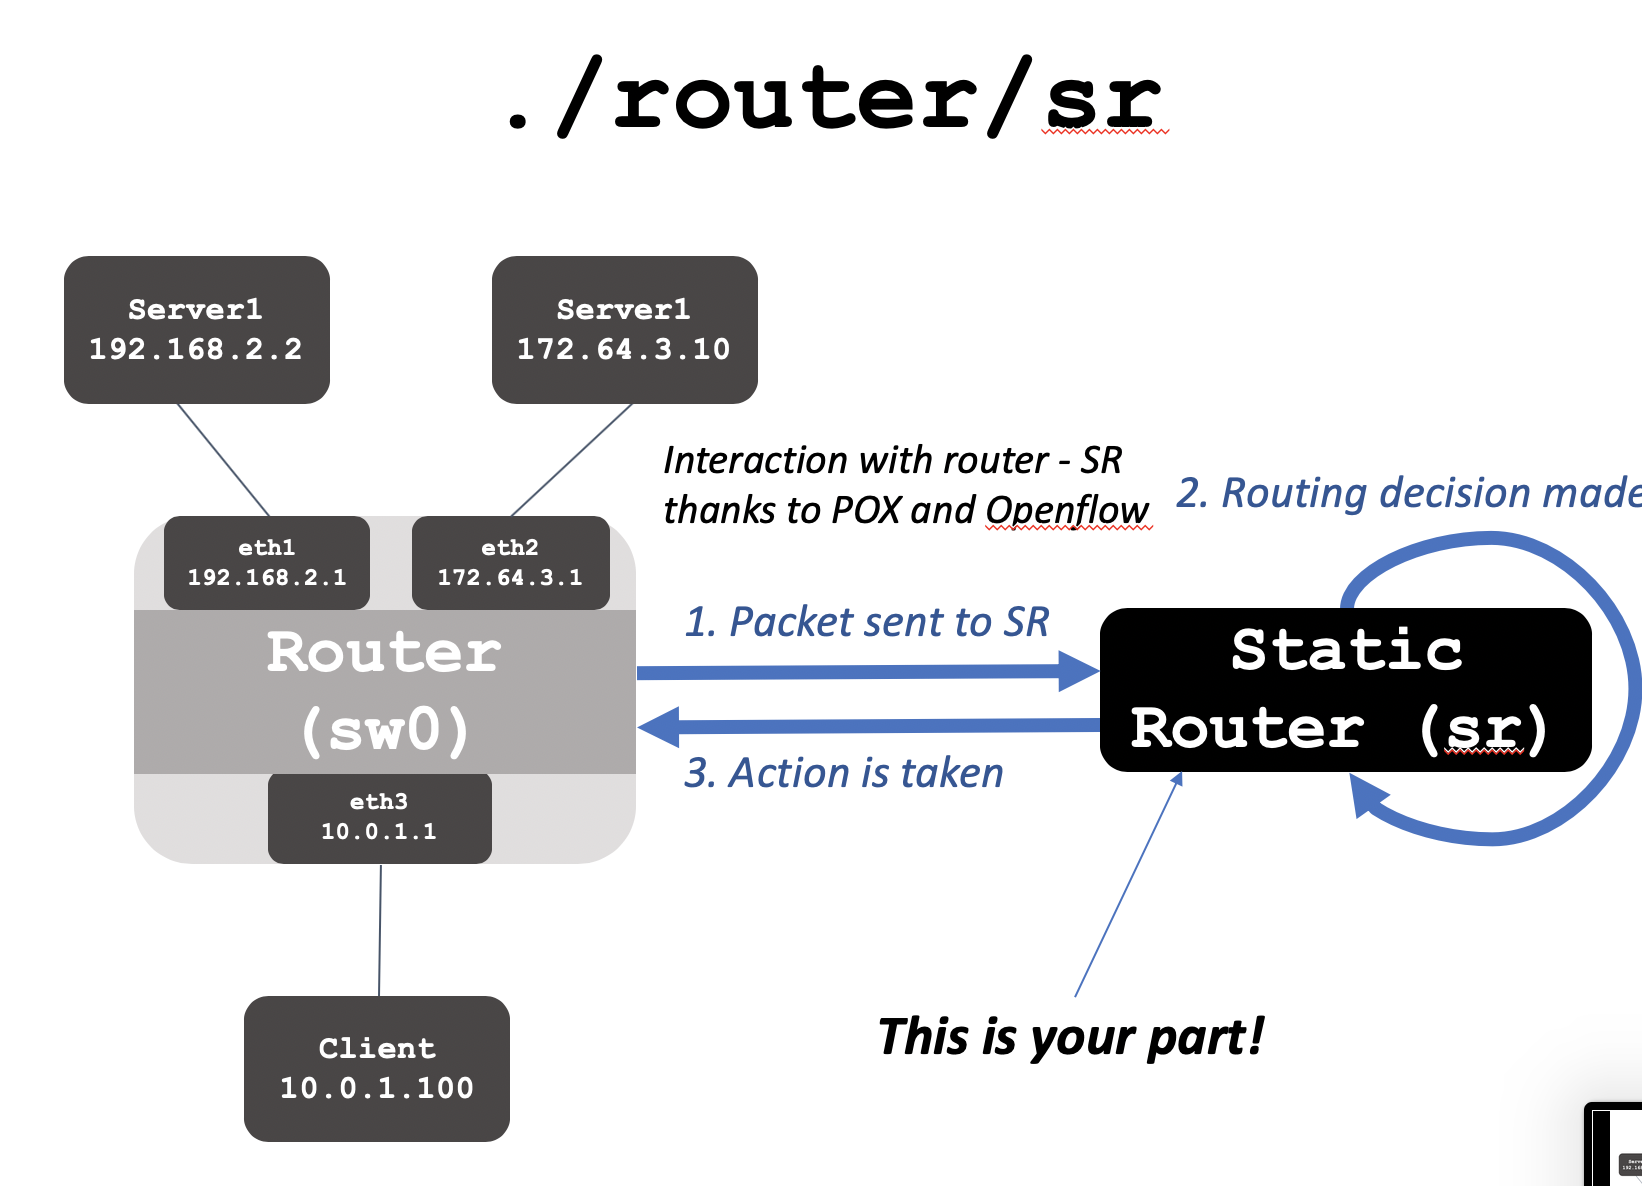 ./router/sr
Server1
192.168.2.2
Server1
172.64.3.10
Interaction with router - SR
thanks to POX and Openflow
2. Routing decision made
eth1
192.168.2.1
eth2
172.64.3.1
1. Packet sent to SR
Router
(sw0)
Static
Router (sr)
3. Action is taken
eth3
10.0.1.1
This is your part!
Client
10.0.1.100